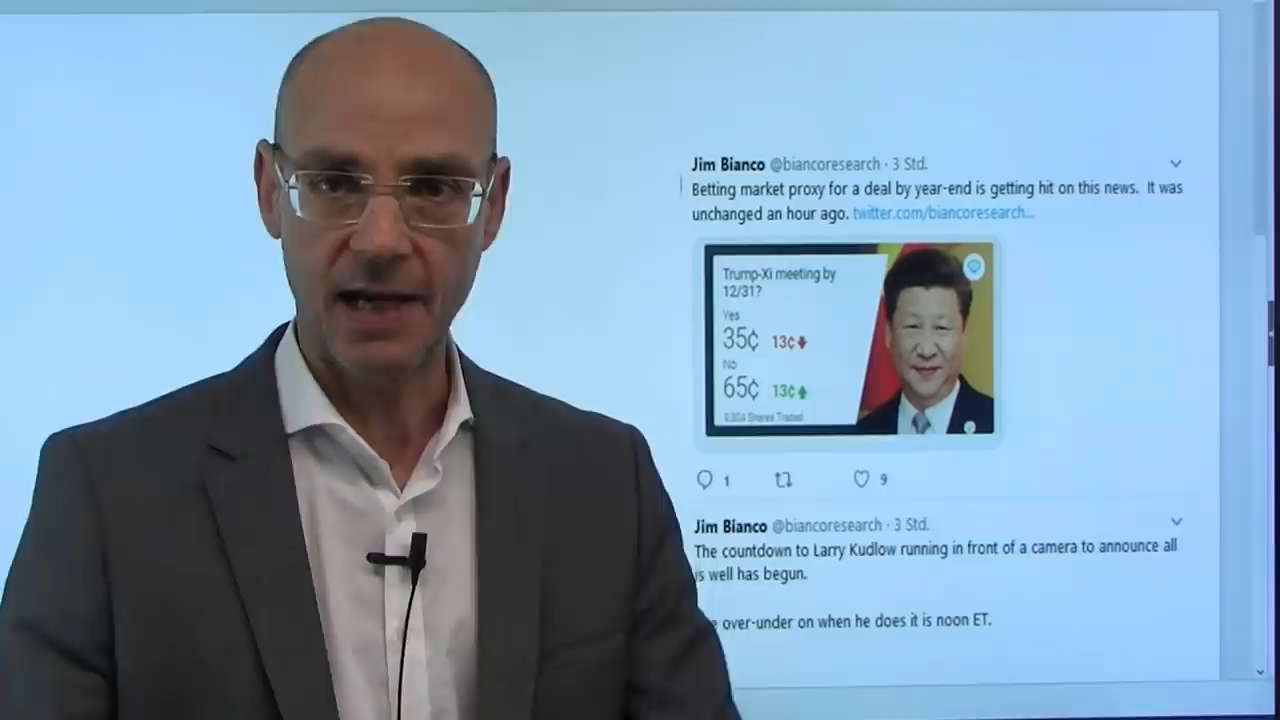 Jim Bianco @biancoresearch · 3 Std.
Betting market proxy for a deal by year-end is getting hit on this news. It was
unchanged an hour ago. twitter.com/biancoresearch...
Trump-Xi meeting by
12/31?
Yes
35¢ 13¢
No
65¢ 13¢
Shares Traded
1 9
Jim Bianco @biancoresearch · 3 Std.
The countdown to Larry Kudlow running in front of a camera to announce all
is well has begun.
over-under on when he does it is noon ET.